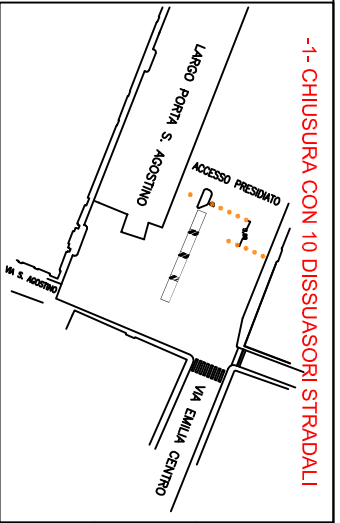 -1- CHIUSURA CON 10 DISSUASORI STRADALI
LARGO PORTA S. AGOSTINO
ACCESSO PRESIDIATO
VIA S. AGOSTINO
VIA EMILIA CENTRO